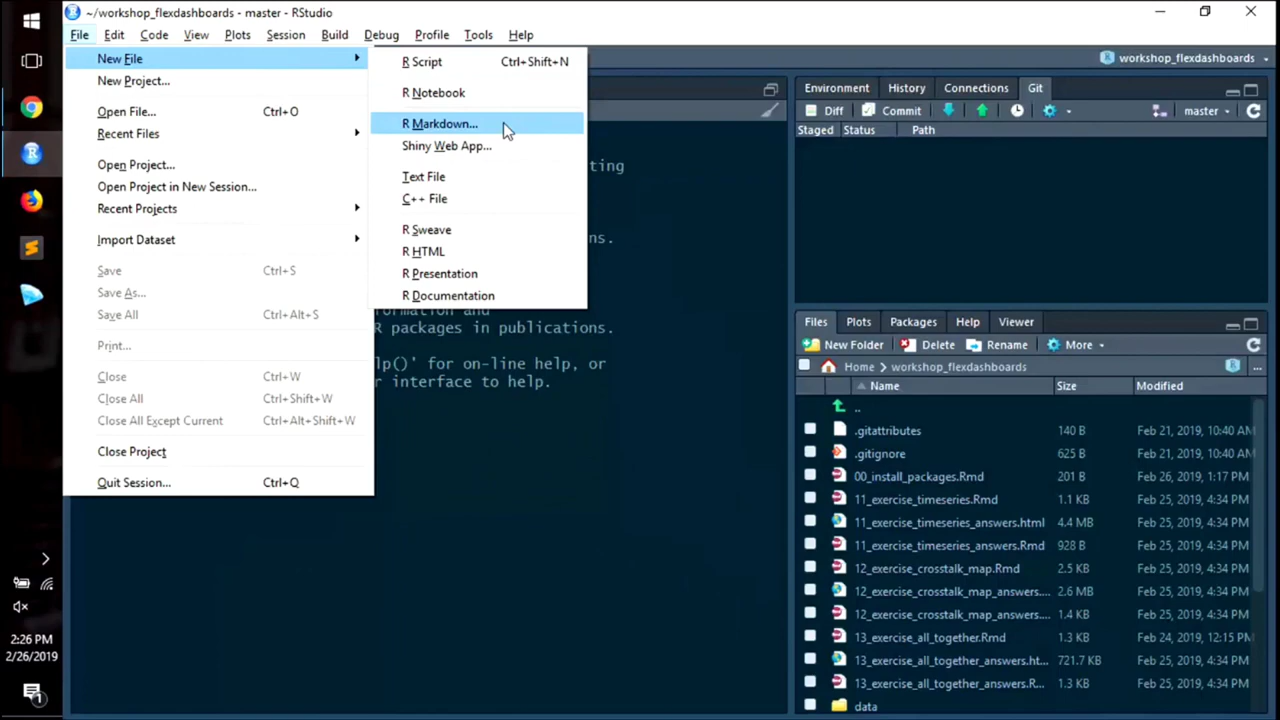 ~/workshop_flexdashboards - master - RStudio
File Edit Code View Plots Session Build Debug Profile Tools Help
workshop_flexdashboards
New File
New Project...
Open File... Ctrl+O
Recent Files
Open Project...
Open Project in New Session...
Recent Projects
Import Dataset
Save Ctrl+S
Save As...
Save All Ctrl+Alt+S
Print...
Close Ctrl+W
Close All Ctrl+Shift+W
Close All Except Current Ctrl+Alt+Shift+W
Close Project
Quit Session... Ctrl+Q
R Script Ctrl+Shift+N
R Notebook
R Markdown...
Shiny Web App...
Text File
C++ File
R Sweave
R HTML
R Presentation
R Documentation
R packages in publications.
for on-line help, or
interface to help.
Environment History Connections Git
Diff Commit master
Staged Status Path
Files Plots Packages Help Viewer
New Folder Delete Rename More
Home workshop_flexdashboards ...
Name Size Modified
..
.gitattributes 140 B Feb 21, 2019, 10:40 AM
.gitignore 625 B Feb 21, 2019, 10:40 AM
00_install_packages.Rmd 201 B Feb 26, 2019, 1:17 PM
11_exercise_timeseries.Rmd 1.1 KB Feb 25, 2019, 4:34 PM
11_exercise_timeseries_answers.html 4.4 MB Feb 25, 2019, 4:34 PM
11_exercise_timeseries_answers.Rmd 928 B Feb 25, 2019, 4:34 PM
12_exercise_crosstalk_map.Rmd 2.5 KB Feb 25, 2019, 4:34 PM
12_exercise_crosstalk_map_answers.... 2.6 MB Feb 25, 2019, 4:34 PM
12_exercise_crosstalk_map_answers.... 1.4 KB Feb 25, 2019, 4:34 PM
13_exercise_all_together.Rmd 1.3 KB Feb 24, 2019, 12:15 PM
13_exercise_all_together_answers.ht... 721.7 KB Feb 25, 2019, 4:34 PM
13_exercise_all_together_answers.R... 1.3 KB Feb 25, 2019, 4:34 PM
data
2:26 PM
2/26/2019